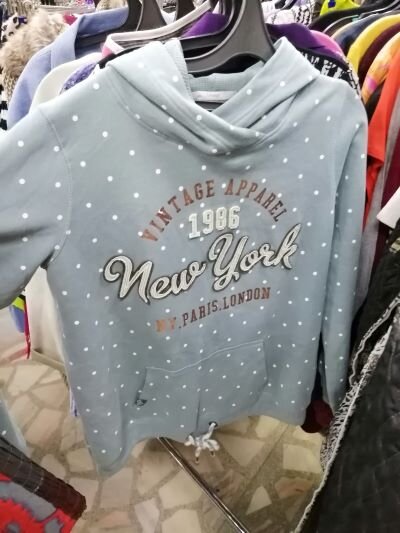 VINTAGE APPAREL
1986
New York
NY.PARIS.LONDON